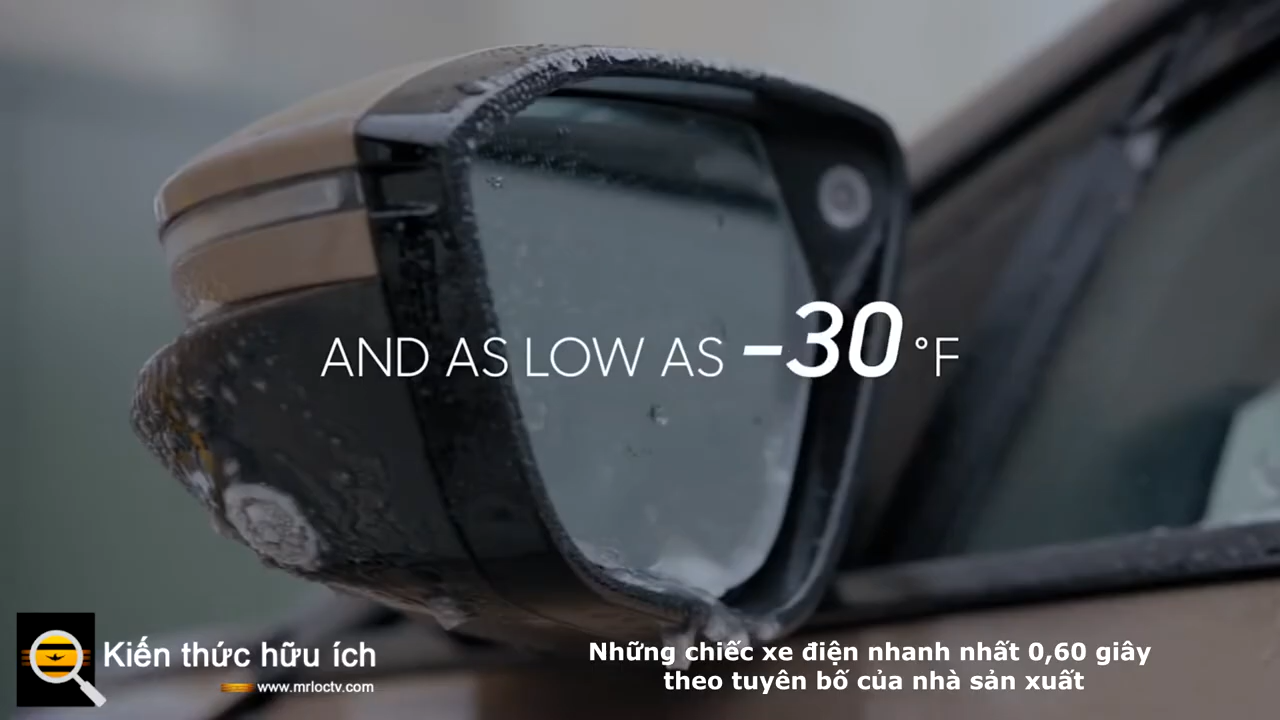 AND AS LOW AS -30 °F
Kiến thức hữu ích
www.mrloctv.com
Những chiếc xe điện nhanh nhất 0,60 giây
theo tuyên bố của nhà sản xuất